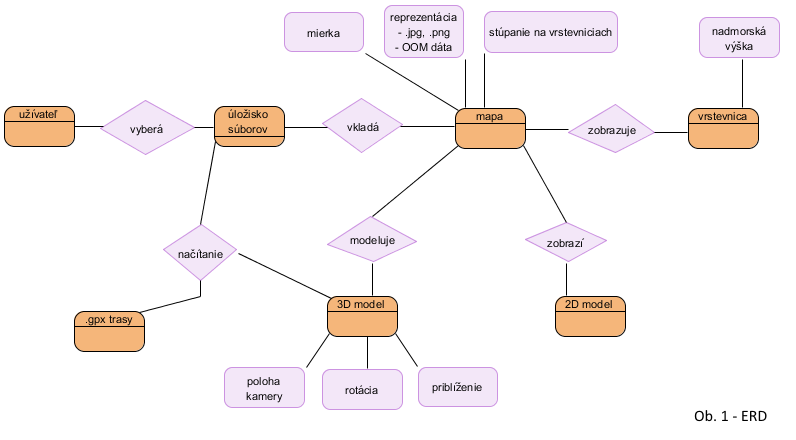 mierka
reprezentácia
- .jpg, .png
- OOM dáta
stúpanie na vrstevniciach
nadmorská
výška
užívateľ
vyberá
úložisko
súborov
vkladá
mapa
zobrazuje
vrstevnica
načítanie
modeluje
zobrazí
.gpx trasy
3D model
2D model
poloha
kamery
rotácia
priblíženie
Ob. 1 - ERD